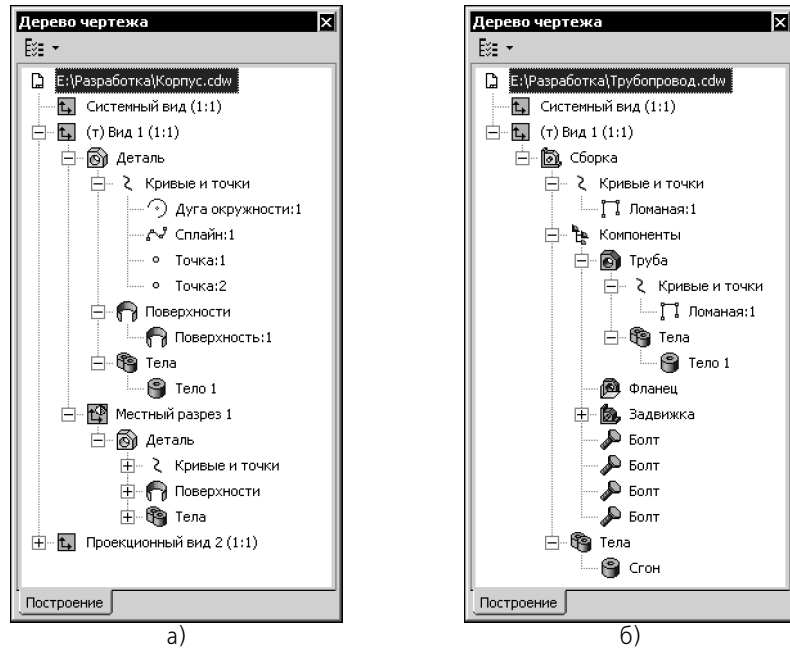 Дерево чертежа
E:\Разработка\Корпус.cdw
Системный вид (1:1)
(т) Вид 1 (1:1)
Деталь
Кривые и точки
Дуга окружности:1
Сплайн:1
Точка:1
Точка:2
Поверхности
Поверхность:1
Тела
Тело 1
Местный разрез 1
Деталь
Кривые и точки
Поверхности
Тела
Проекционный вид 2 (1:1)
Построение
а)
Дерево чертежа
E:\Разработка\Трубопровод.cdw
Системный вид (1:1)
(т) Вид 1 (1:1)
Сборка
Кривые и точки
Ломаная:1
Компоненты
Труба
Кривые и точки
Ломаная:1
Тела
Тело 1
Фланец
Задвижка
Болт
Болт
Болт
Болт
Тела
Сгон
Построение
б)